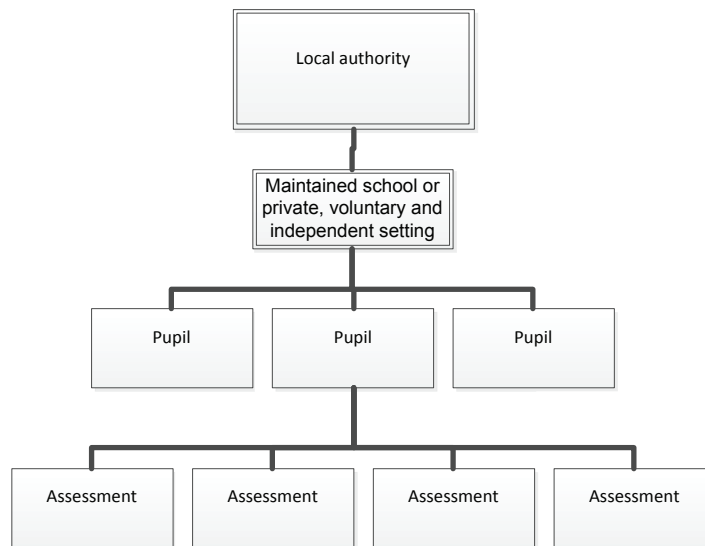 Local authority
Maintained school or
private, voluntary and
independent setting
Pupil
Pupil
Pupil
Assessment
Assessment
Assessment
Assessment